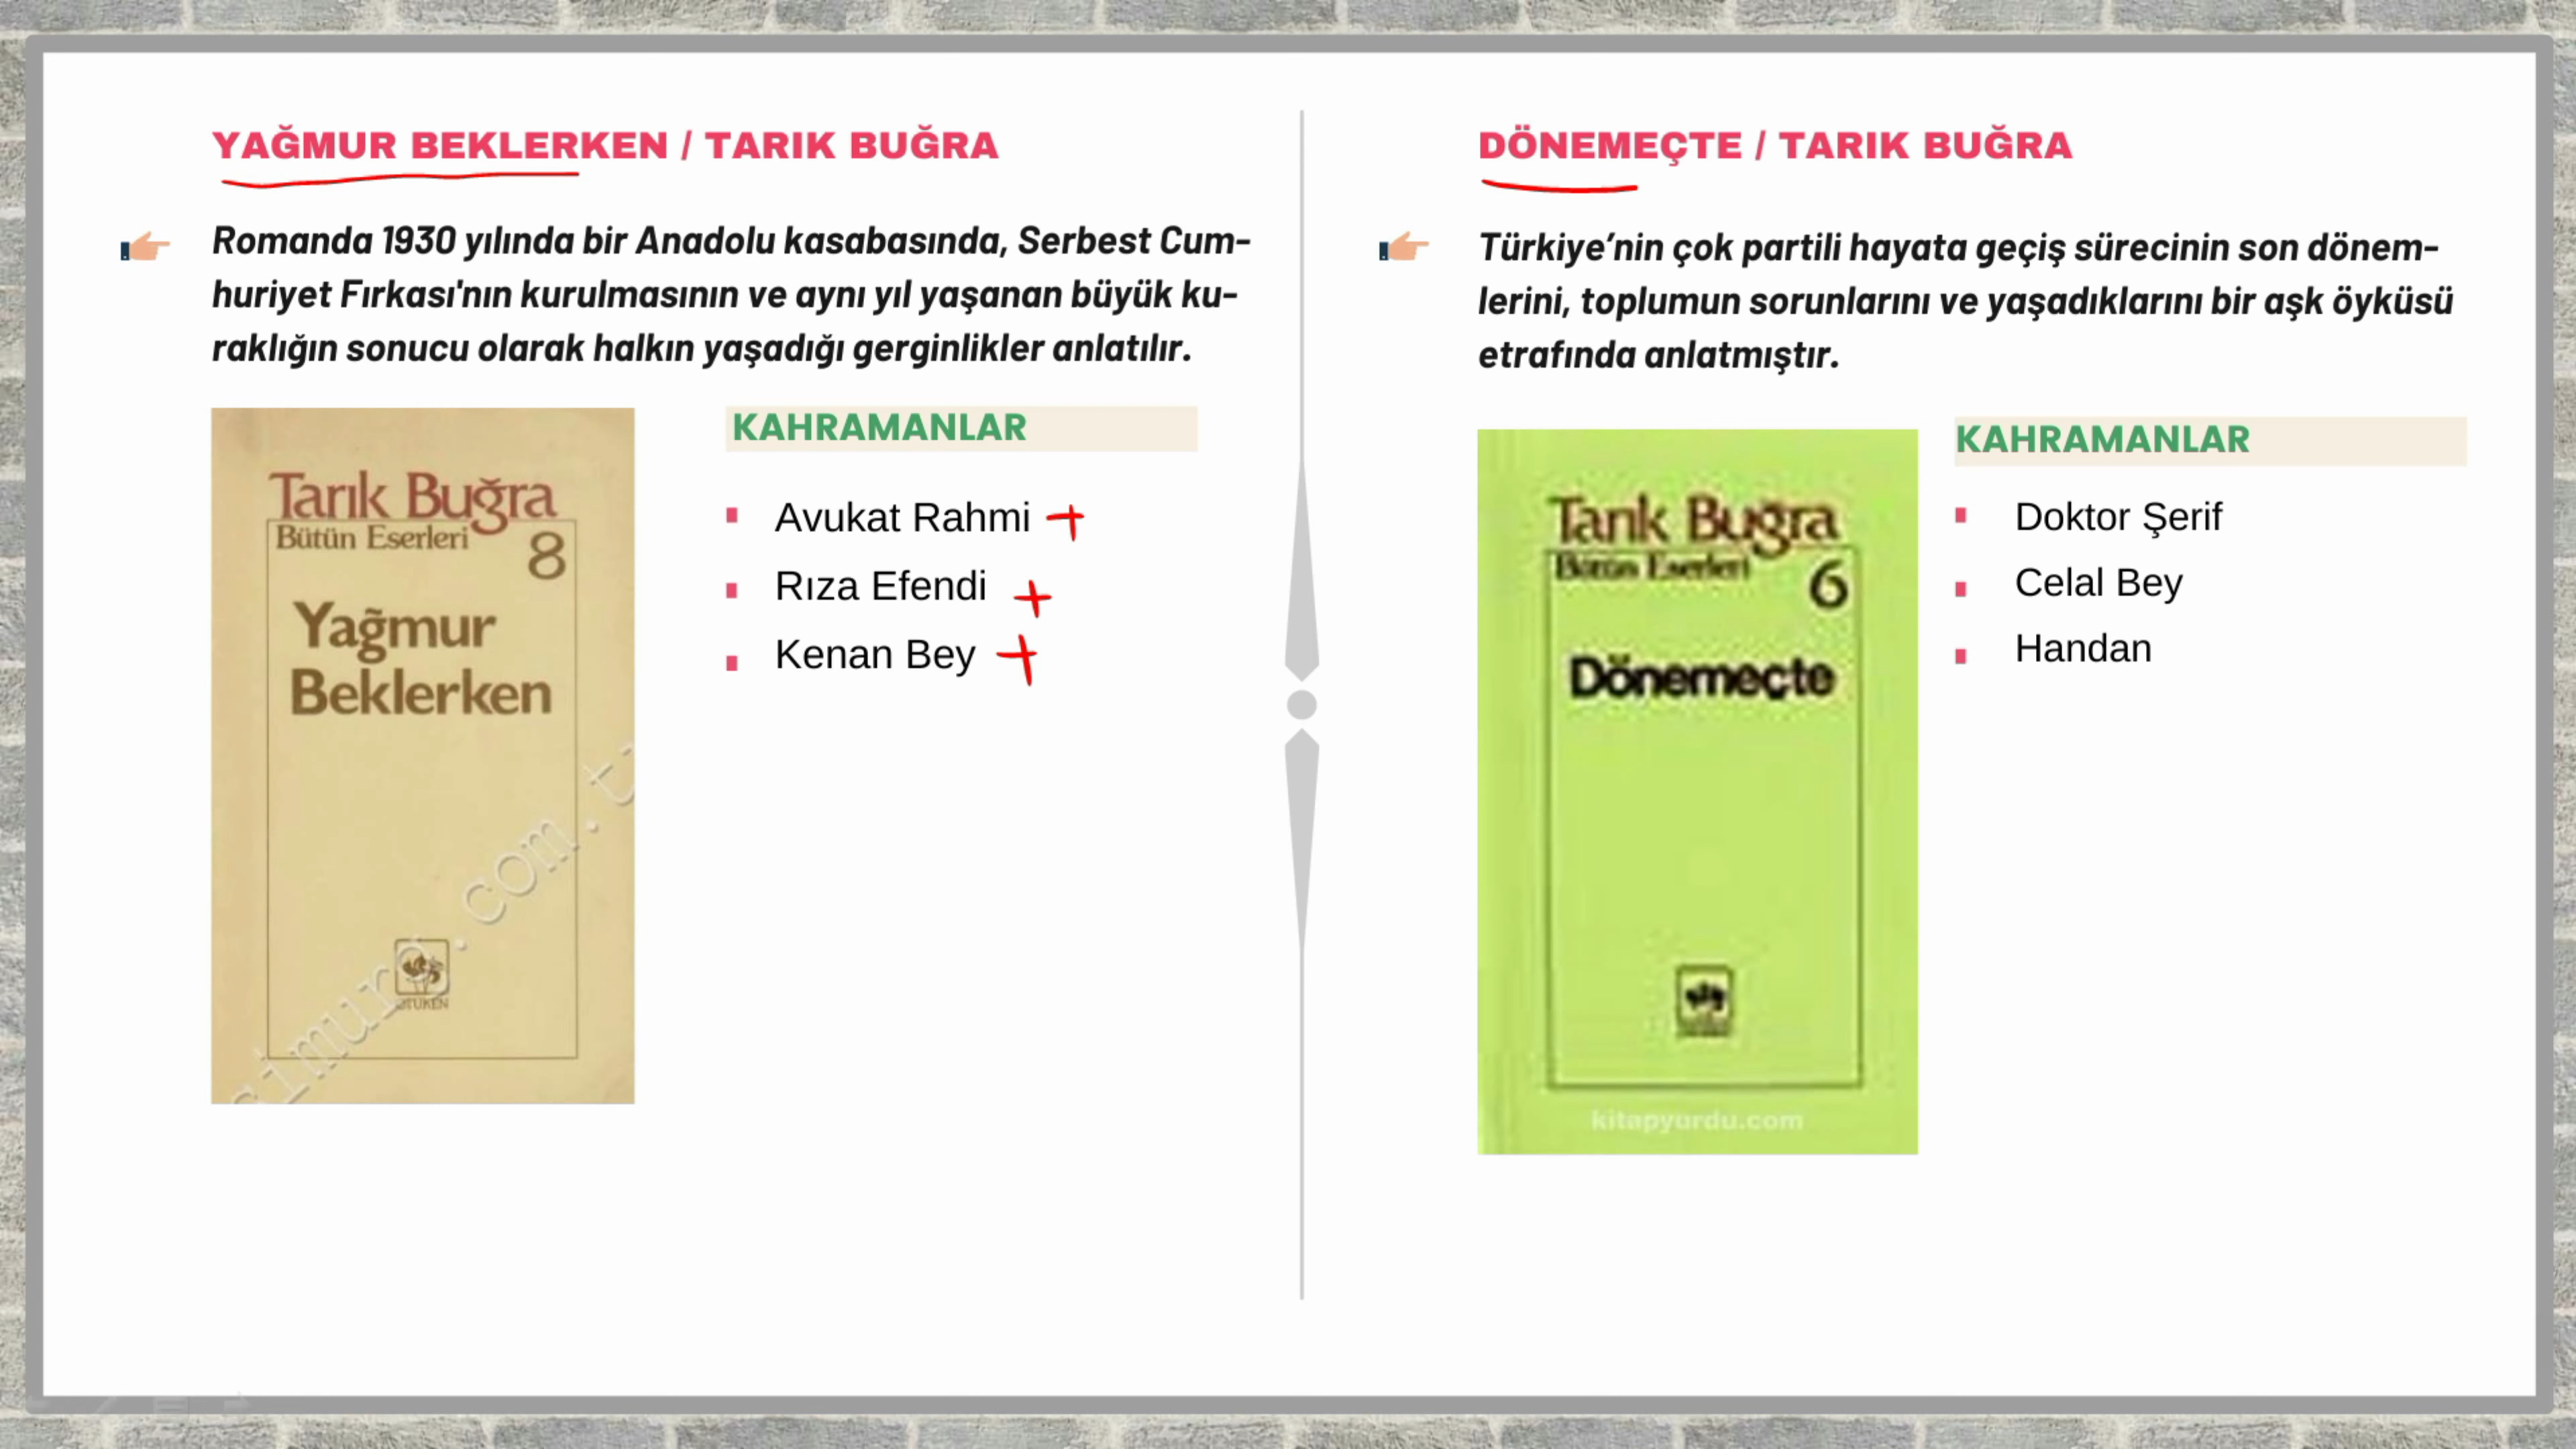 YAĞMUR BEKLERKEN / TARIK BUĞRA
Romanda 1930 yılında bir Anadolu kasabasında, Serbest Cum-
huriyet Fırkası'nın kurulmasının ve aynı yıl yaşanan büyük ku-
raklığın sonucu olarak halkın yaşadığı gerginlikler anlatılır.
Tarık Buğra
Bütün Eserleri
8
Yağmur
Beklerken
ÖTÜKEN
simurg.com.t
KAHRAMANLAR
Avukat Rahmi
Rıza Efendi
Kenan Bey
DÖNEMEÇTE / TARIK BUĞRA
Türkiye’nin çok partili hayata geçiş sürecinin son dönem-
lerini, toplumun sorunlarını ve yaşadıklarını bir aşk öyküsü
etrafında anlatmıştır.
Tarık Buğra
Bütün Eserleri
6
Dönemeçte
kitapyurdu.com
KAHRAMANLAR
Doktor Şerif
Celal Bey
Handan